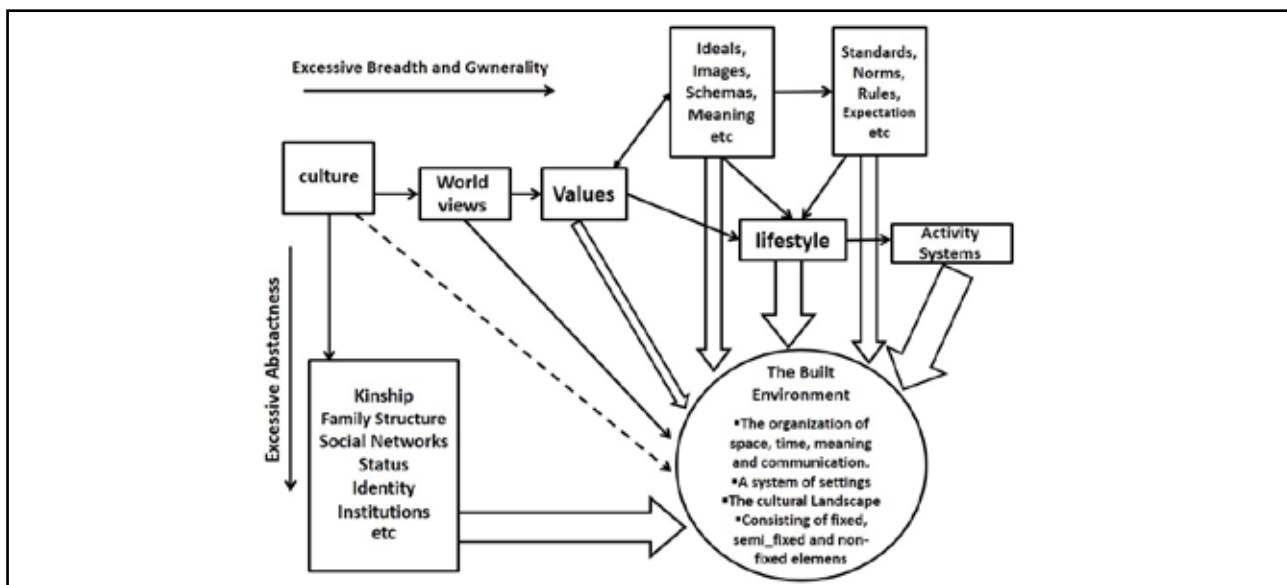 Excessive Breadth and Gwnerality
Ideals,
Images,
Schemas,
Meaning
etc
Standards,
Norms,
Rules,
Expectation
etc
culture
World
views
Values
lifestyle
Activity
Systems
Excessive Abstactness
Kinship
Family Structure
Social Networks
Status
Identity
Institutions
etc
The Built
Environment
▪The organization of
space, time, meaning
and communication.
▪A system of settings
▪The cultural Landscape
▪Consisting of fixed,
semi_fixed and non-
fixed elemens